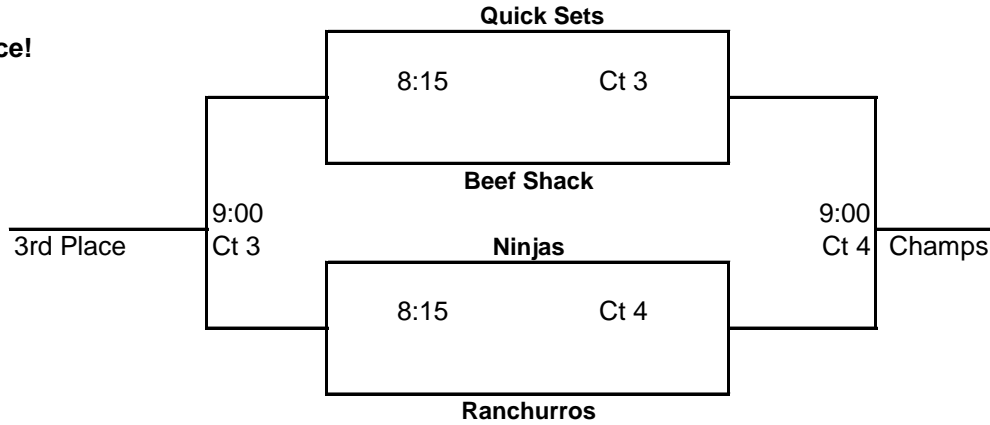 Quick Sets
ce!
8:15 Ct 3
Beef Shack
9:00 9:00
3rd Place Ct 3 Ninjas Ct 4 Champs
8:15 Ct 4
Ranchurros